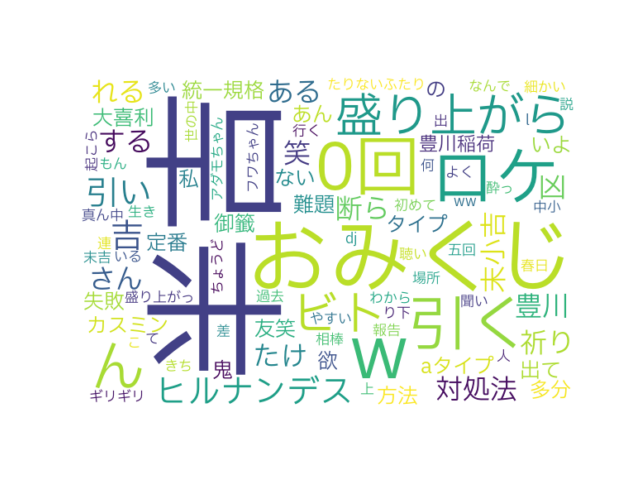 れる
多い
統一規格
ある
たりないふたり
の
なんで
細かい
大喜利
世の中
アダモちゃん
あん
盛り上がら
出
し
説
起こら
する
もん
行く
フワちゃん
笑
0回
ロケ
豊川稲荷
いよ
何
よく
酔っ
引い
私
ない
難題
断ら
タイプ
ww
凶
真ん中
生き
御籤
初めて
中小
吉
定番
ちょうど
おみくじ
dj
五回
末小吉
連
末吉
いる
さん
聴い
場所
春日
失敗
盛り上がっ
米
過去
ビト
わから
聞い
豊川
カスミン
こ
て
差
友笑
やすい
り下
引く
祈り
相棒
報告
w
ん
きち
鬼
たけ
欲
aタイプ
人
出て
ギリギリ
ヒルナンデス
上
方法
対処法
多分